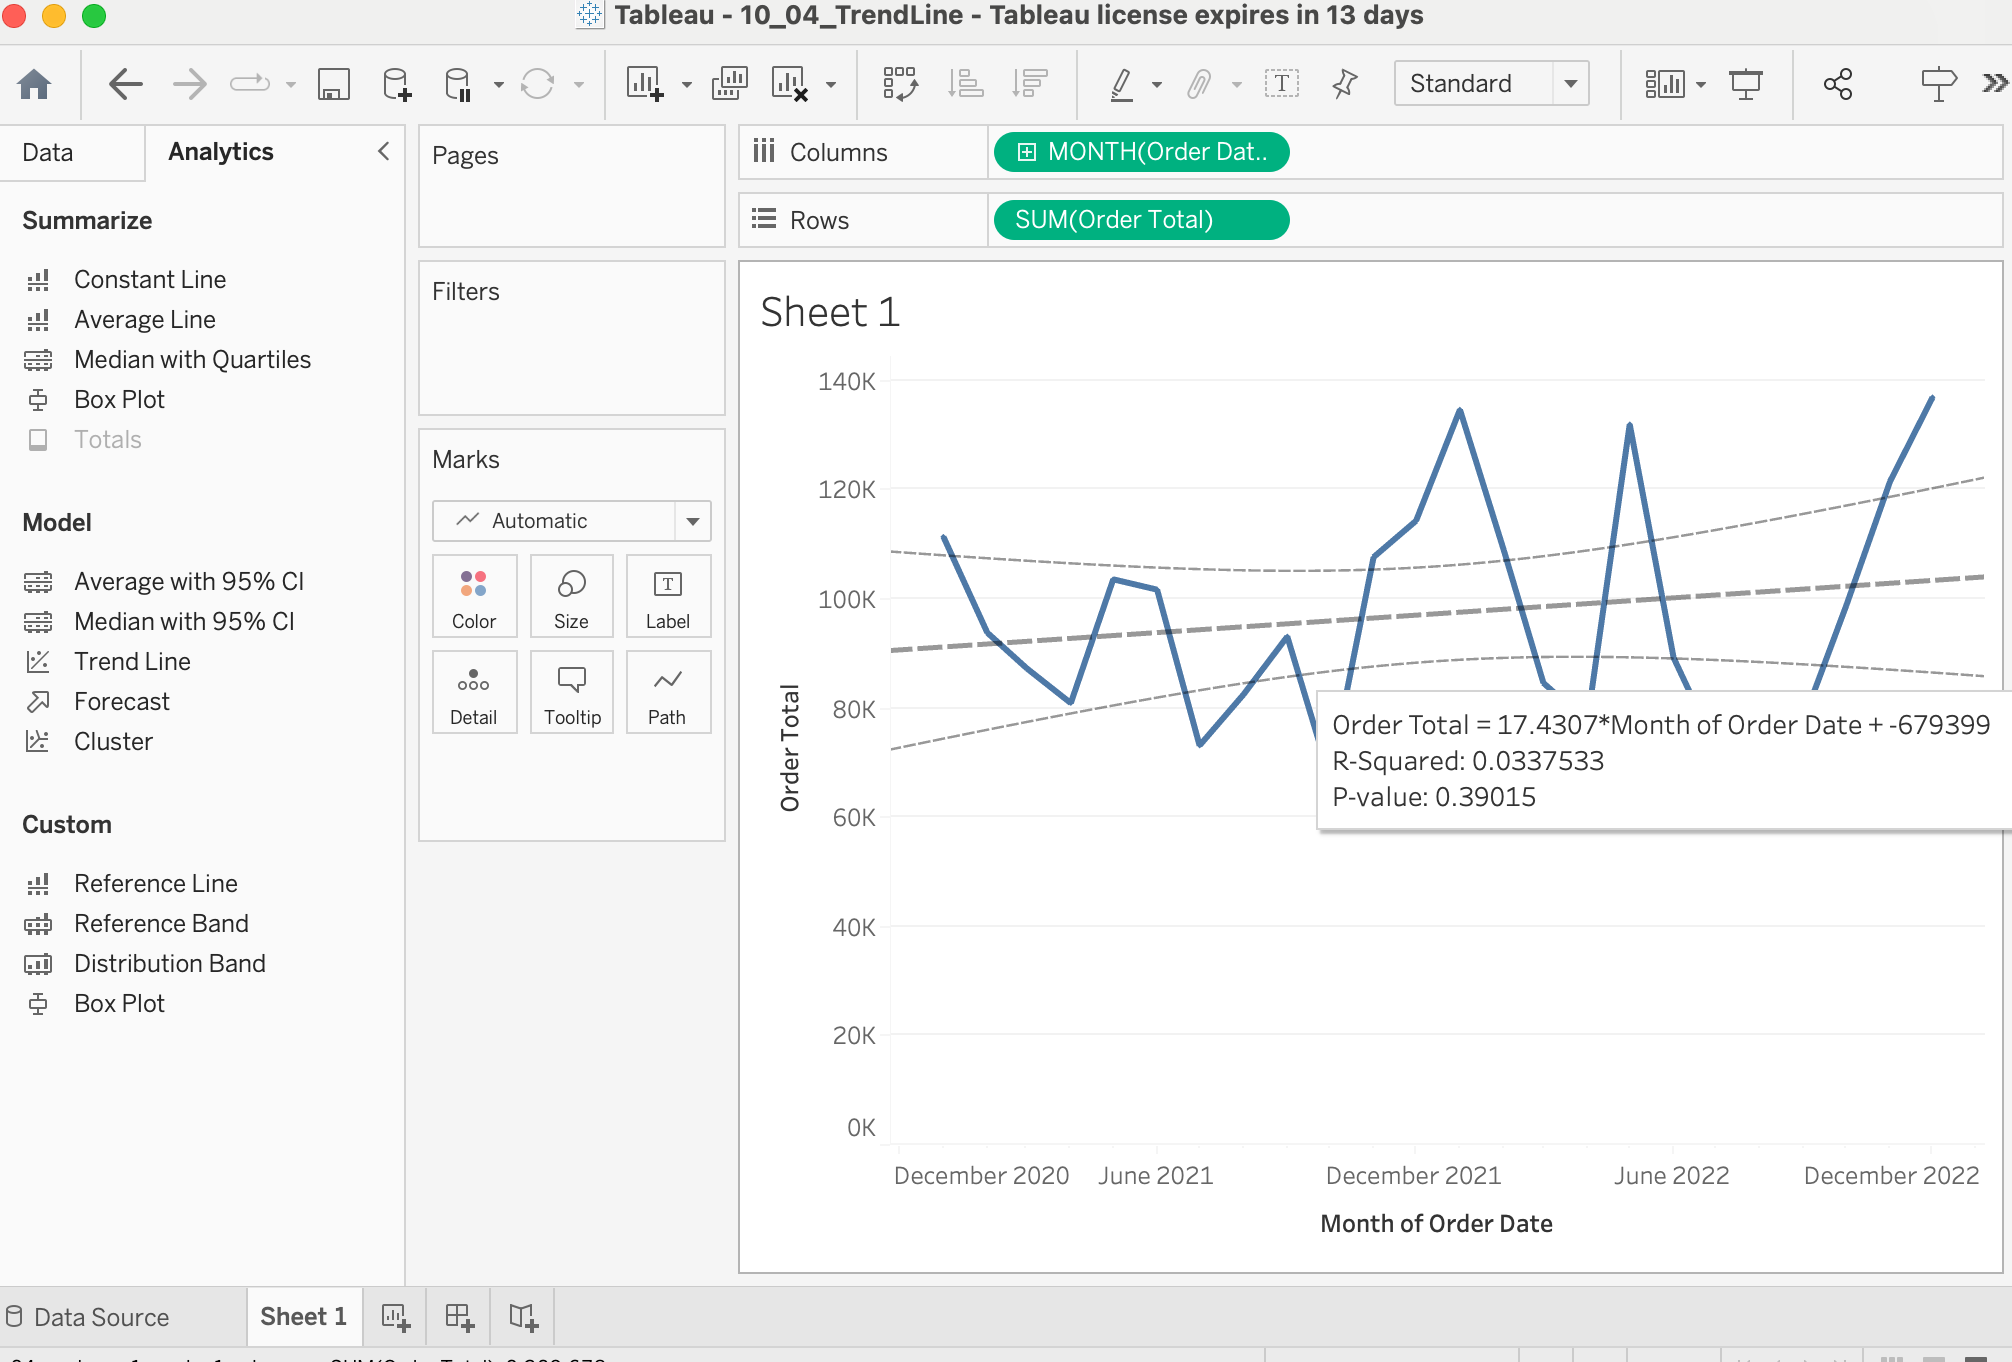 Tableau - 10_04_TrendLine - Tableau license expires in 13 days
Standard
Data
Analytics
Summarize
Constant Line
Average Line
Median with Quartiles
Box Plot
Totals
Model
Average with 95% CI
Median with 95% CI
Trend Line
Forecast
Cluster
Custom
Reference Line
Reference Band
Distribution Band
Box Plot
Pages
Filters
Marks
Automatic
Color
Size
Label
Detail
Tooltip
Path
Columns
MONTH(Order Dat..
Rows
SUM(Order Total)
Sheet 1
140K
120K
100K
80K
60K
40K
20K
0K
Order Total
Order Total = 17.4307*Month of Order Date + -679399
R-Squared: 0.0337533
P-value: 0.39015
December 2020
June 2021
December 2021
June 2022
December 2022
Month of Order Date
Data Source
Sheet 1